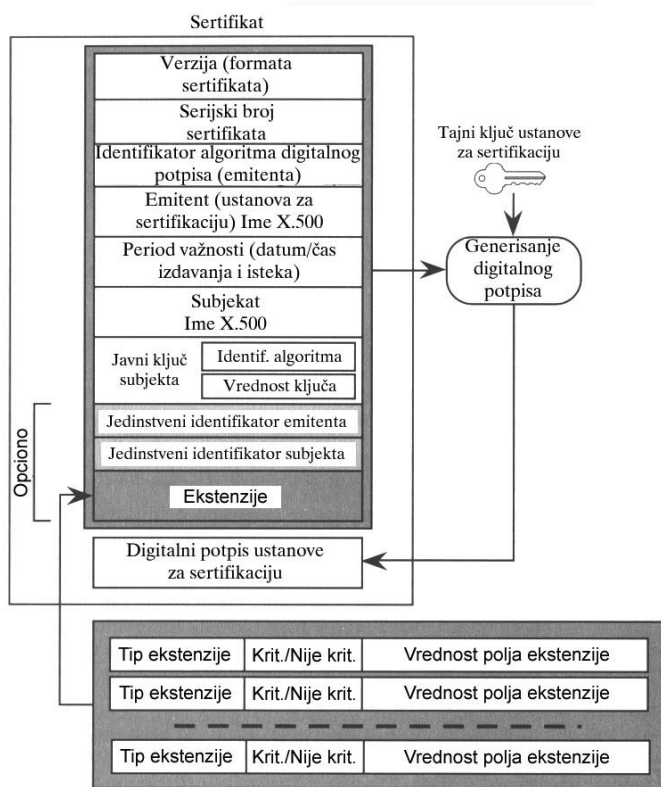 Sertifikat
Verzija (formata
sertifikata)
Serijski broj
sertifikata
Identifikator algoritma digitalnog
potpisa (emitenta)
Emitent (ustanova za
sertifikaciju) Ime X.500
Period važnosti (datum/čas
izdavanja i isteka)
Subjekat
Ime X.500
Javni ključ
subjekta
Identif. algoritma
Vrednost ključa
Opciono
Jedinstveni identifikator emitenta
Jedinstveni identifikator subjekta
Ekstenzije
Digitalni potpis ustanove
za sertifikaciju
Tajni ključ ustanove
za sertifikaciju
Generisanje
digitalnog
potpisa
Tip ekstenzije Krit./Nije krit. Vrednost polja ekstenzije
Tip ekstenzije Krit./Nije krit. Vrednost polja ekstenzije
Tip ekstenzije Krit./Nije krit. Vrednost polja ekstenzije